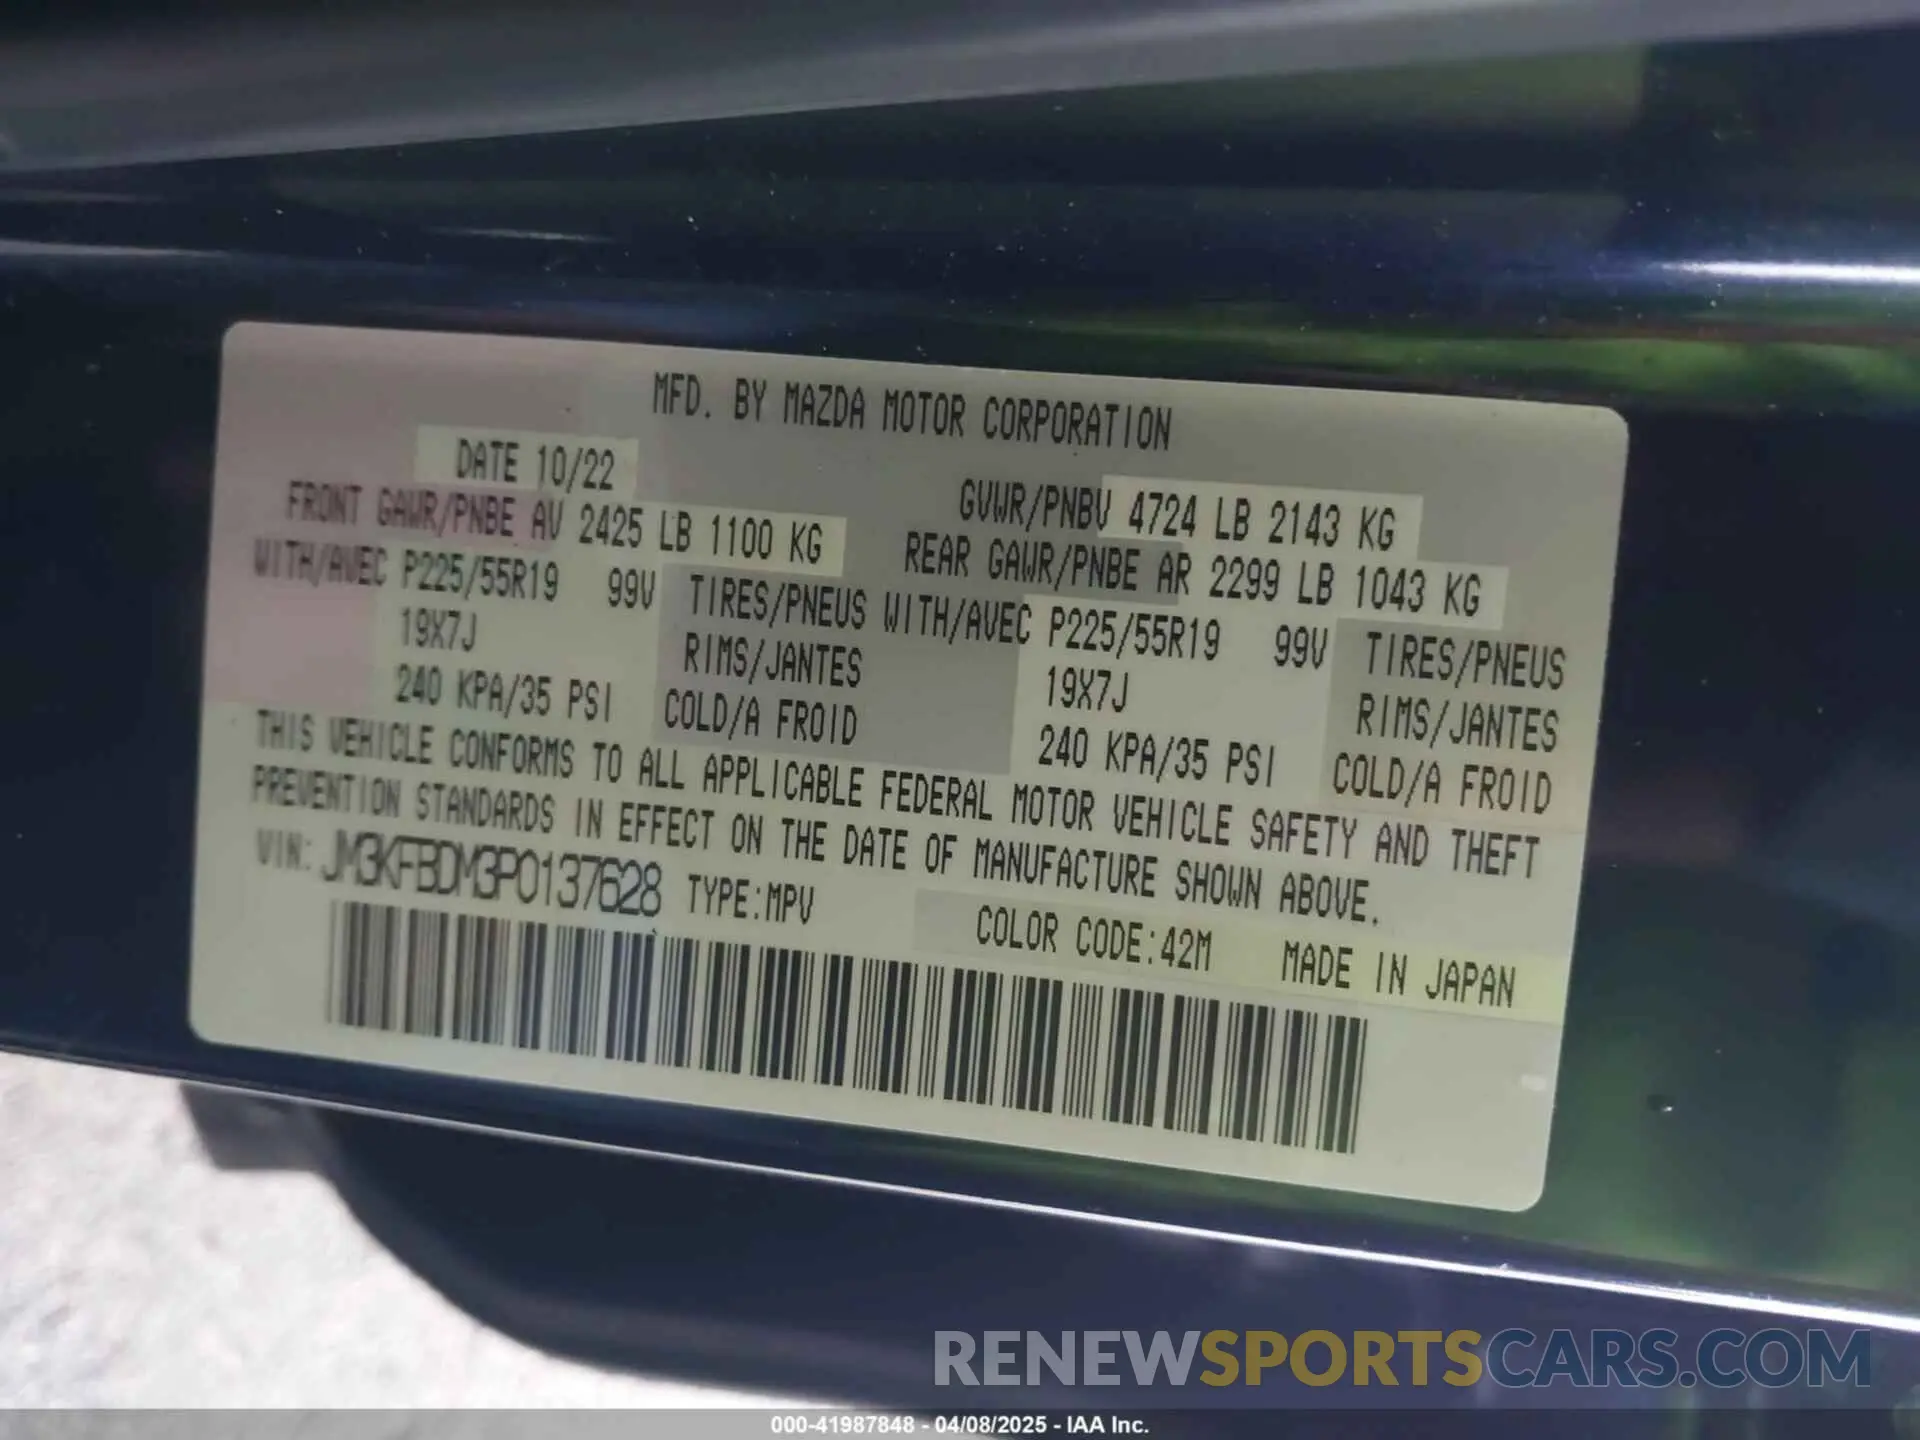 MFD. BY MAZDA MOTOR CORPORATION
DATE 10/22
GVWR/PNBV 4724 LB 2143 KG
FRONT GAWR/PNBE AV 2425 LB 1100 KG
REAR GAWR/PNBE AR 2299 LB 1043 KG
WITH/AVEC P225/55R19 99V TIRES/PNEUS WITH/AVEC P225/55R19 99V TIRES/PNEUS
19X7J RIMS/JANTES 19X7J RIMS/JANTES
240 KPA/35 PSI COLD/A FROID 240 KPA/35 PSI COLD/A FROID
THIS VEHICLE CONFORMS TO ALL APPLICABLE FEDERAL MOTOR VEHICLE SAFETY AND THEFT
PREVENTION STANDARDS IN EFFECT ON THE DATE OF MANUFACTURE SHOWN ABOVE.
VIN: JM3KFBDM3P0137628 TYPE:MPV
COLOR CODE:42M MADE IN JAPAN
RENEWSPORTSCARS.COM
000-41987848 - 04/08/2025 - IAA Inc.